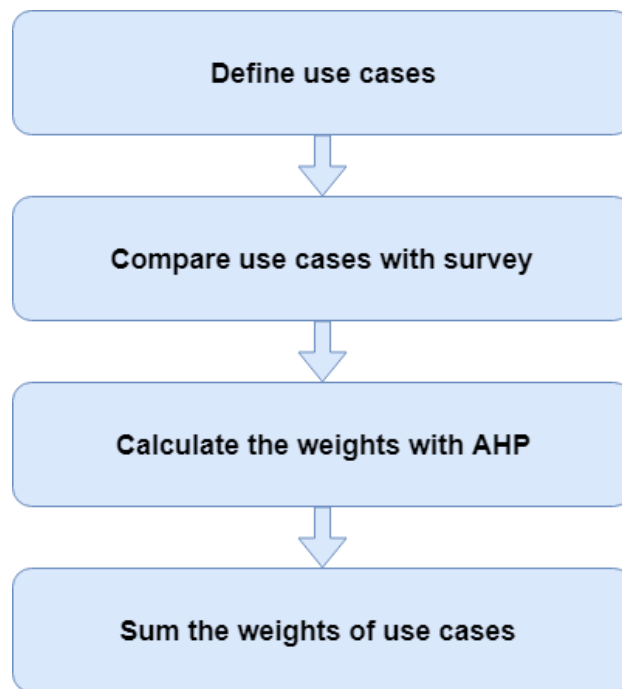 Define use cases
Compare use cases with survey
Calculate the weights with AHP
Sum the weights of use cases